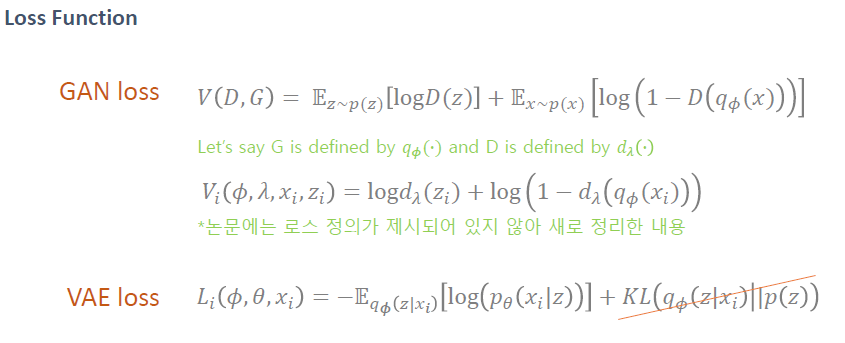 Loss Function
GAN loss V(D, G) = 𝔼_{z~p(z)}[logD(z)] + 𝔼_{x~p(x)}[log(1 − D(q_ϕ(x)))]
Let's say G is defined by q_ϕ(·) and D is defined by d_λ(·)
V_i(ϕ, λ, x_i, z_i) = logd_λ(z_i) + log(1 − d_λ(q_ϕ(x_i)))
*논문에는 로스 정의가 제시되어 있지 않아 새로 정리한 내용
VAE loss L_i(ϕ, θ, x_i) = −𝔼_{q_ϕ(z|x_i)}[log(p_θ(x_i|z))] + KL(q_ϕ(z|x_i)||p(z))